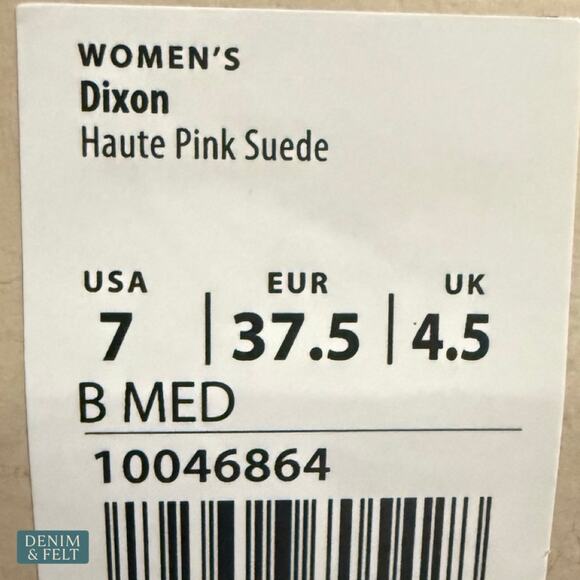 WOMEN'S
Dixon
Haute Pink Suede
USA EUR UK
7 | 37.5 | 4.5
B MED
10046864
DENIM
& FELT